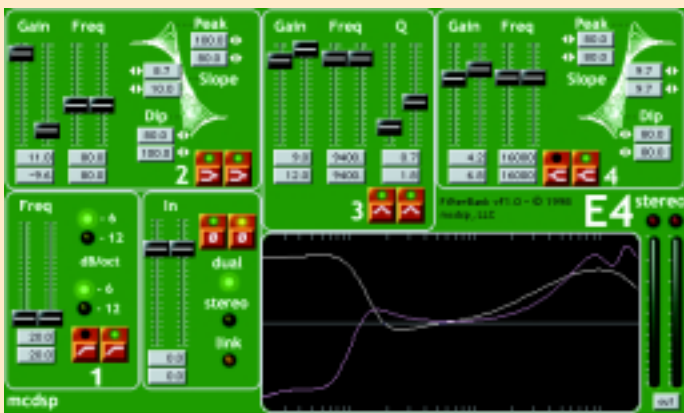 Gain Freq
Peak
100.0
80.0
Slope
8.7
10.0
Dip
80.0
100.0
11.0 80.0
-9.6 80.0
2
Gain Freq Q
9.0 9400 0.7
12.0 9400 1.8
3
Gain Freq
Peak
80.0
80.0
Slope
9.7
9.7
Dip
80.0
80.0
4.2 16000
6.8 16000
4
Freq
- 6
- 12
dB/oct
- 6
- 12
20.0
20.0
1
In
ø ø
dual
stereo
link
0.0
0.0
FilterBank vF1.0 - © 1998
mcdsp, LLC
E4 stereo
out
mcdsp